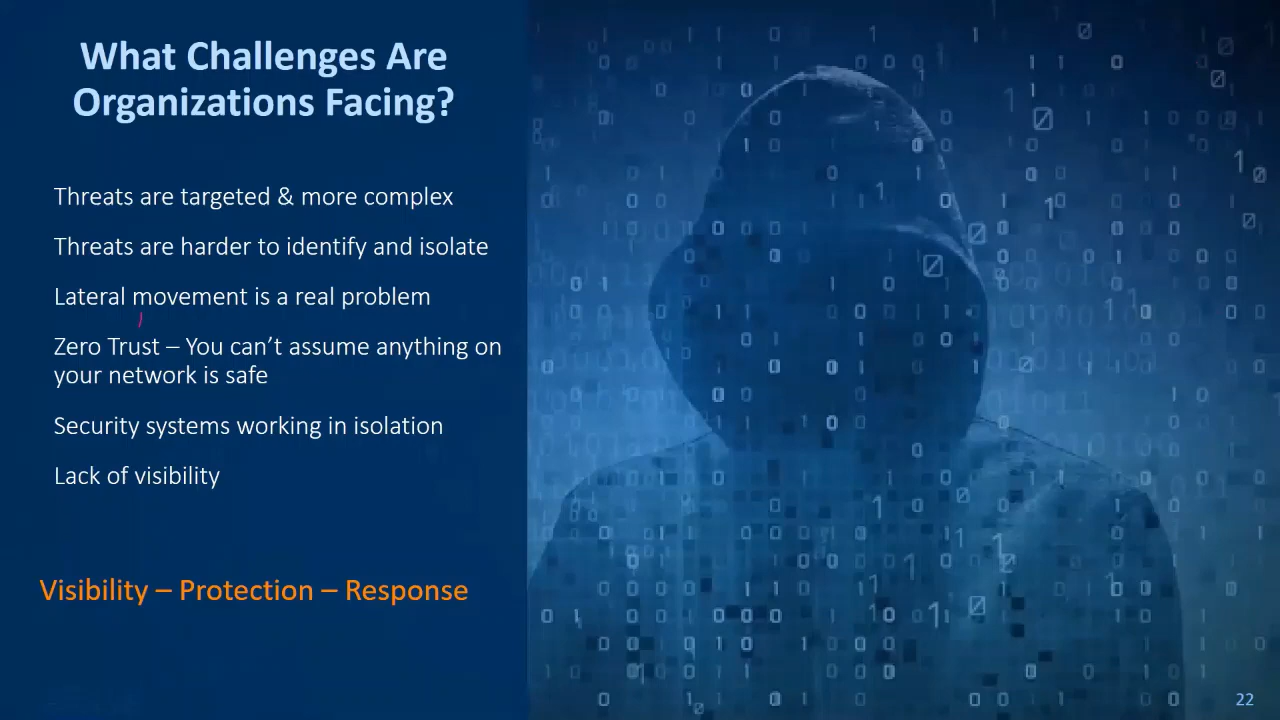 What Challenges Are
Organizations Facing?
Threats are targeted & more complex
Threats are harder to identify and isolate
Lateral movement is a real problem
Zero Trust – You can’t assume anything on
your network is safe
Security systems working in isolation
Lack of visibility
Visibility – Protection – Response
22